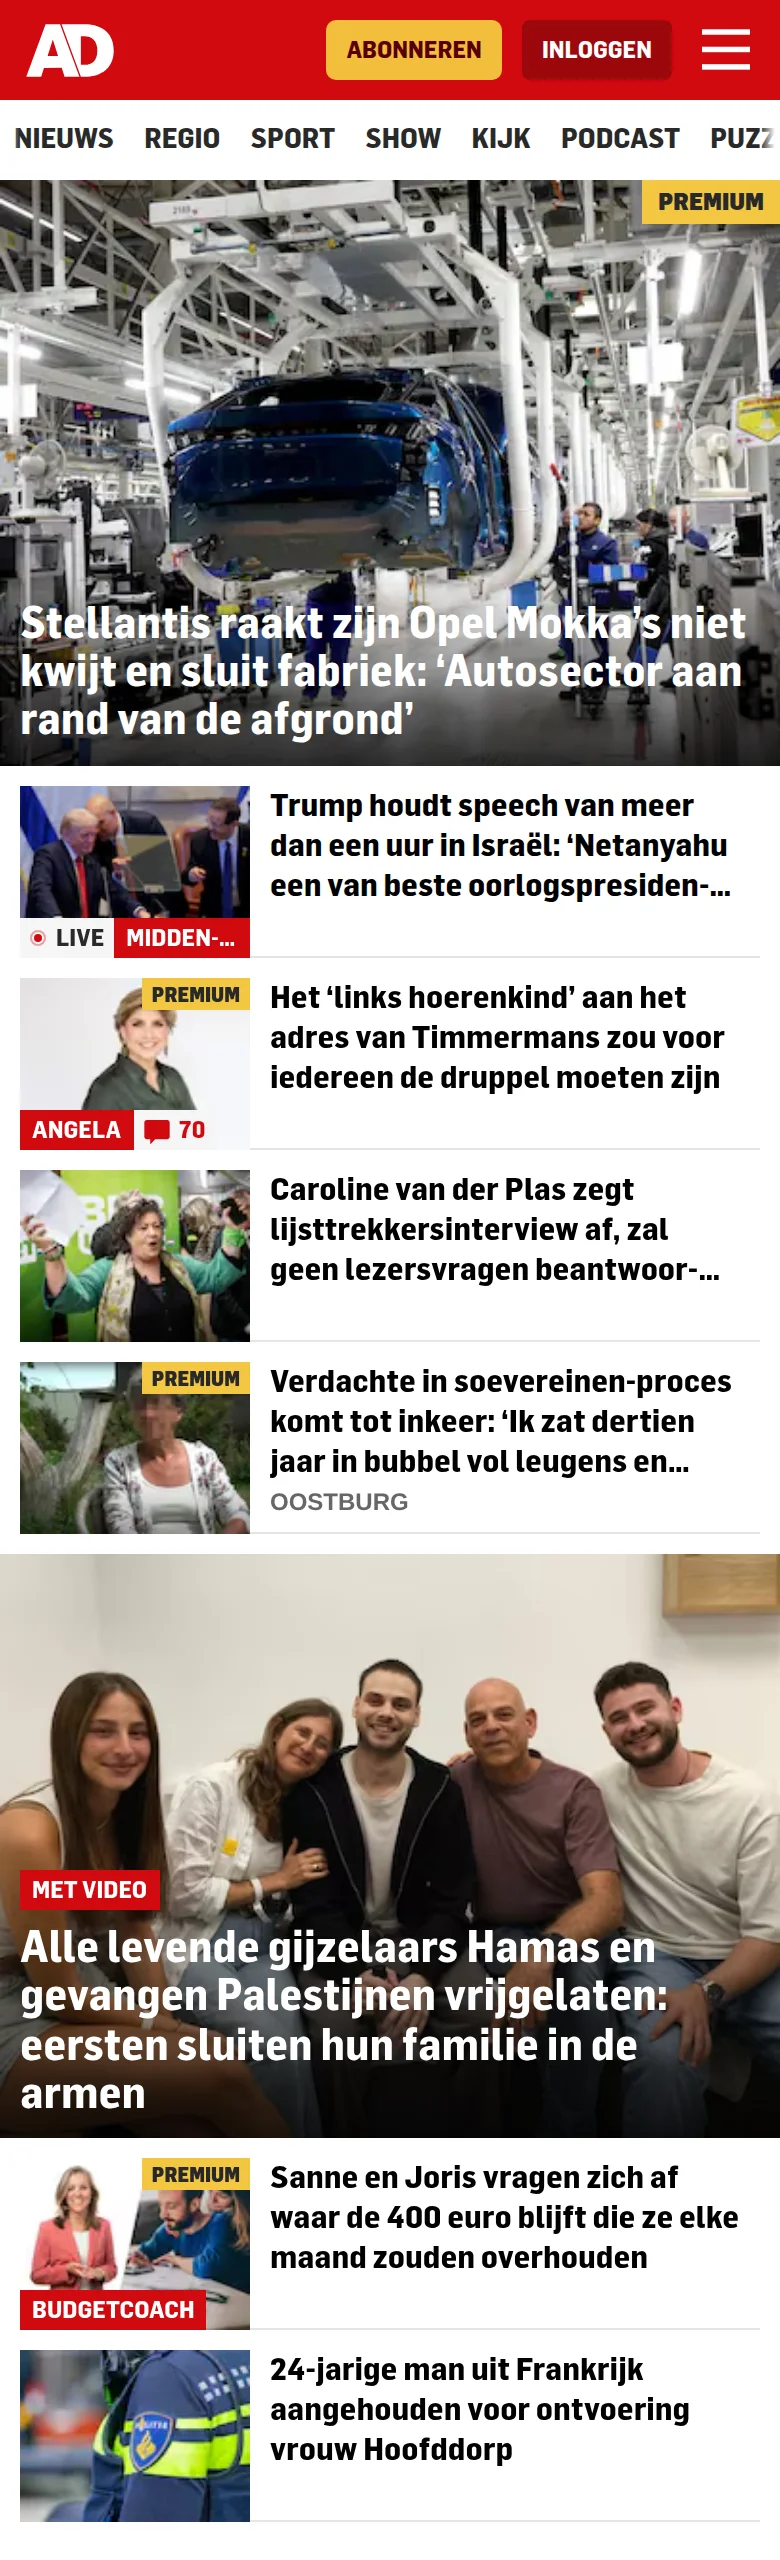 AD
ABONNEREN
INLOGGEN
NIEUWS REGIO SPORT SHOW KIJK PODCAST PUZZ
PREMIUM
Stellantis raakt zijn Opel Mokka’s niet
kwijt en sluit fabriek: ‘Autosector aan
rand van de afgrond’
Trump houdt speech van meer
dan een uur in Israël: ‘Netanyahu
een van beste oorlogspresiden-...
LIVE MIDDEN-...
PREMIUM
Het ‘links hoerenkind’ aan het
adres van Timmermans zou voor
iedereen de druppel moeten zijn
ANGELA 70
Caroline van der Plas zegt
lijsttrekkersinterview af, zal
geen lezersvragen beantwoor-...
PREMIUM
Verdachte in soevereinen-proces
komt tot inkeer: ‘Ik zat dertien
jaar in bubbel vol leugens en...
OOSTBURG
MET VIDEO
Alle levende gijzelaars Hamas en
gevangen Palestijnen vrijgelaten:
eersten sluiten hun familie in de
armen
PREMIUM
Sanne en Joris vragen zich af
waar de 400 euro blijft die ze elke
maand zouden overhouden
BUDGETCOACH
24-jarige man uit Frankrijk
aangehouden voor ontvoering
vrouw Hoofddorp
POLITIE